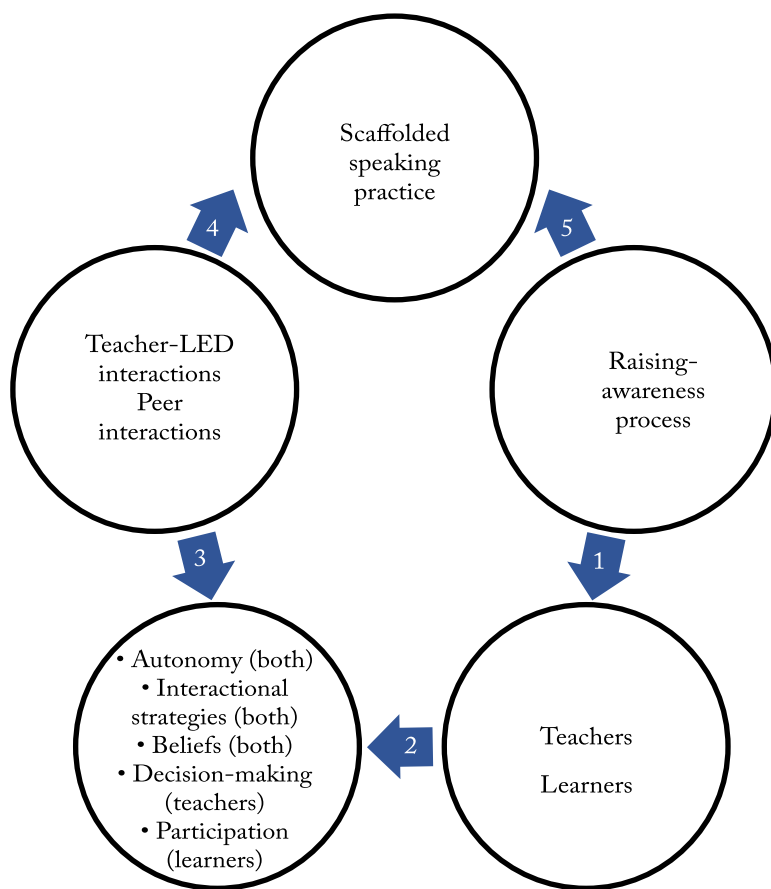 Scaffolded
speaking
practice
4
5
Teacher-LED
interactions
Peer
interactions
Raising-
awareness
process
3
1
• Autonomy (both)
• Interactional
strategies (both)
• Beliefs (both)
• Decision-making
(teachers)
• Participation
(learners)
2
Teachers
Learners